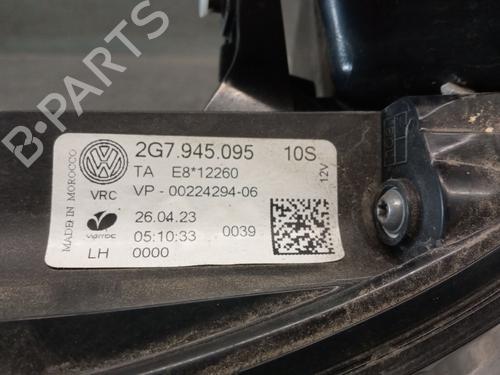 B-PARTS
MADE IN MOROCCO
2G7.945.095 10S
TA E8*12260
12V
VRC VP - 00224294-06
26.04.23
05:10:33 0039
LH 0000